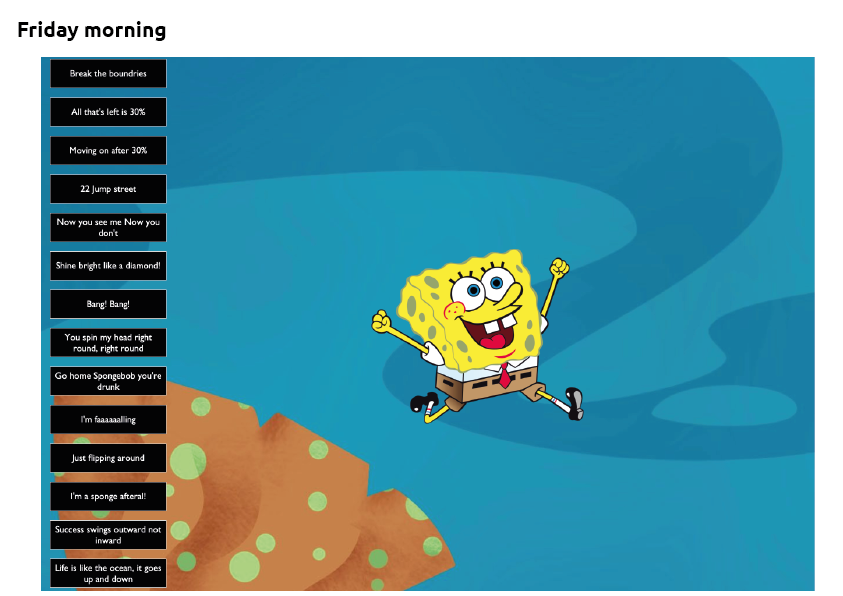 Friday morning
Break the boundries
All that's left is 30%
Moving on after 30%
22 Jump street
Now you see me Now you
don't
Shine bright like a diamond!
Bang! Bang!
You spin my head right
round, right round
Go home Spongebob you're
drunk
I'm faaaaaalling
Just flipping around
I'm a sponge afteral!
Success swings outward not
inward
Life is like the ocean, it goes
up and down